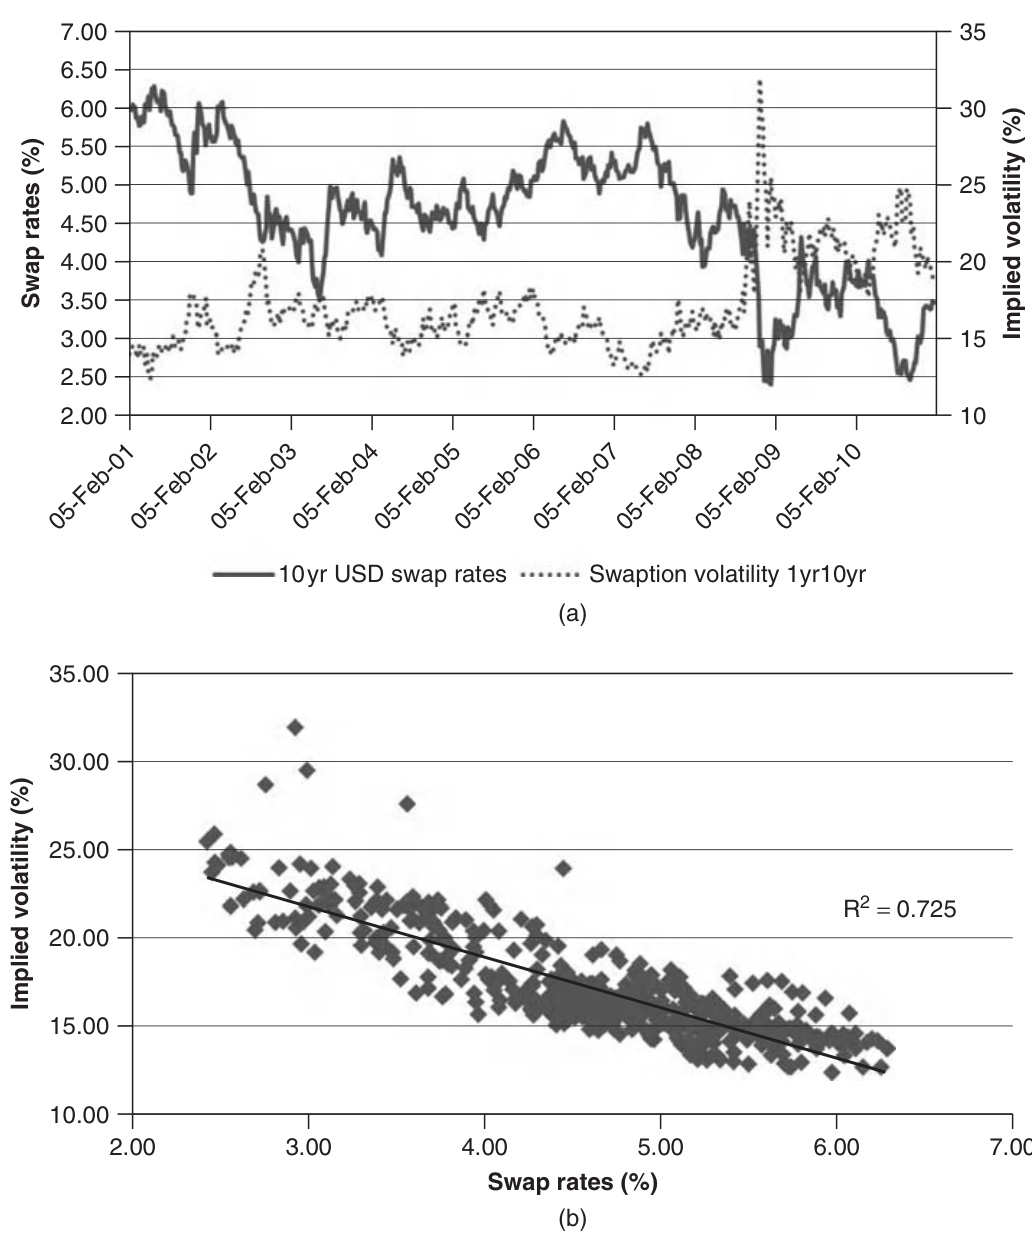 7.00
6.50
6.00
5.50
5.00
4.50
4.00
3.50
3.00
2.50
2.00
Swap rates (%)
35
30
25
20
15
10
Implied volatility (%)
05-Feb-01
05-Feb-02
05-Feb-03
05-Feb-04
05-Feb-05
05-Feb-06
05-Feb-07
05-Feb-08
05-Feb-09
05-Feb-10
10yr USD swap rates
Swaption volatility 1yr10yr
(a)
35.00
30.00
25.00
20.00
15.00
10.00
Implied volatility (%)
R² = 0.725
2.00 3.00 4.00 5.00 6.00 7.00
Swap rates (%)
(b)